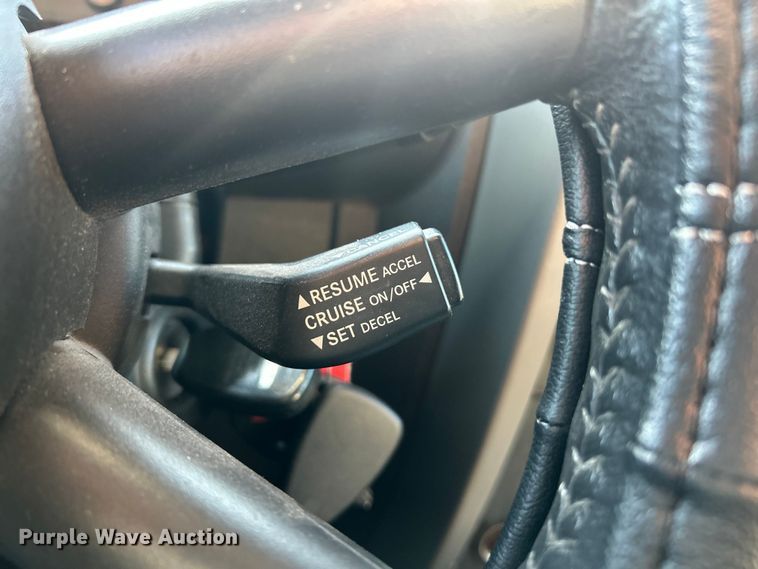 ▲RESUME ACCEL
CRUISE ON/OFF◀
▼SET DECEL
Purple Wave Auction